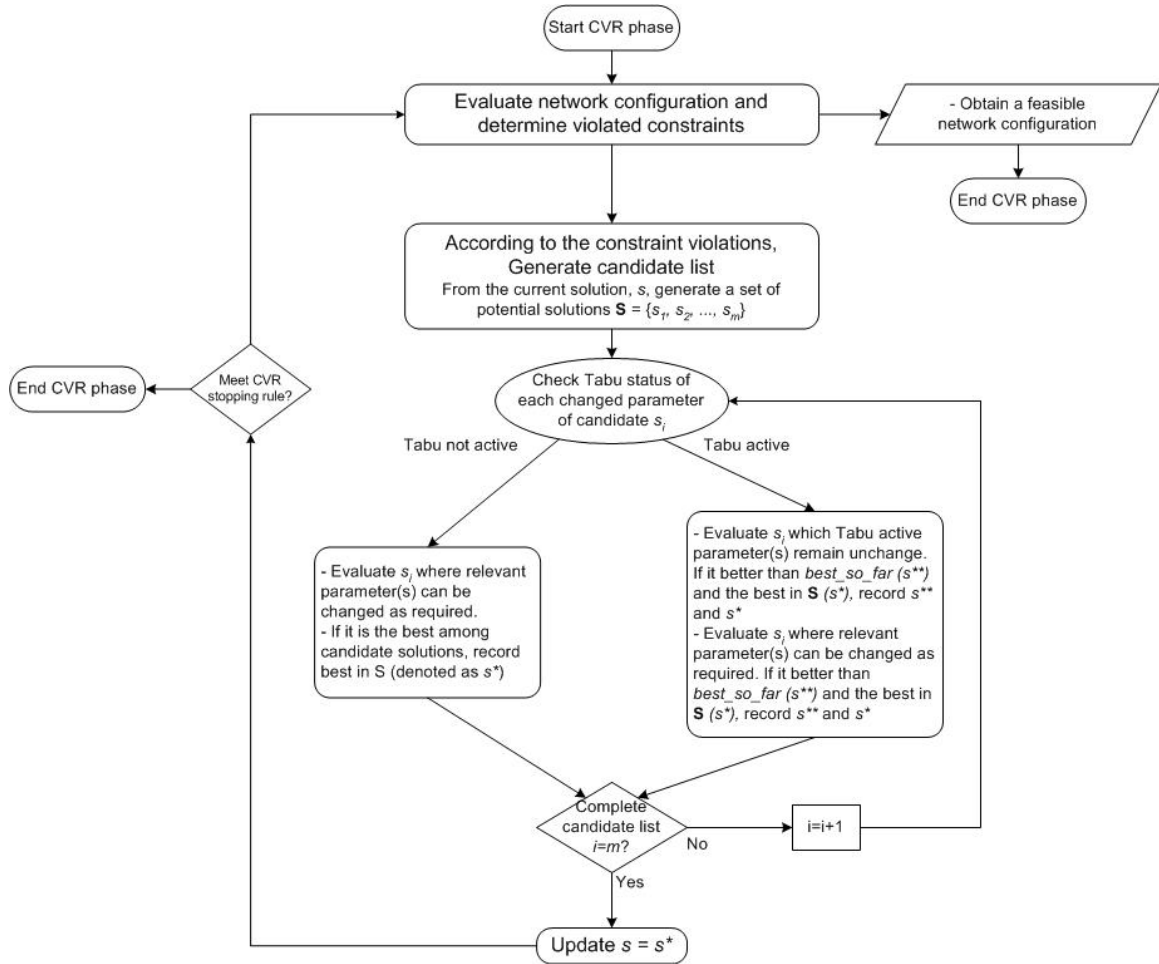 Start CVR phase
Evaluate network configuration and
determine violated constraints
- Obtain a feasible
network configuration
End CVR phase
According to the constraint violations,
Generate candidate list
From the current solution, s, generate a set of
potential solutions S = {s1, s2, ..., sm}
End CVR phase
Meet CVR
stopping rule?
Check Tabu status of
each changed parameter
of candidate si
Tabu not active
Tabu active
- Evaluate si where relevant
parameter(s) can be
changed as required.
- If it is the best among
candidate solutions, record
best in S (denoted as s*)
- Evaluate si which Tabu active
parameter(s) remain unchange.
If it better than best_so_far (s**)
and the best in S (s*), record s**
and s*
- Evaluate si where relevant
parameter(s) can be changed as
required. If it better than
best_so_far (s**) and the best in
S (s*), record s** and s*
Complete
candidate list
i=m?
No
i=i+1
Yes
Update s = s*